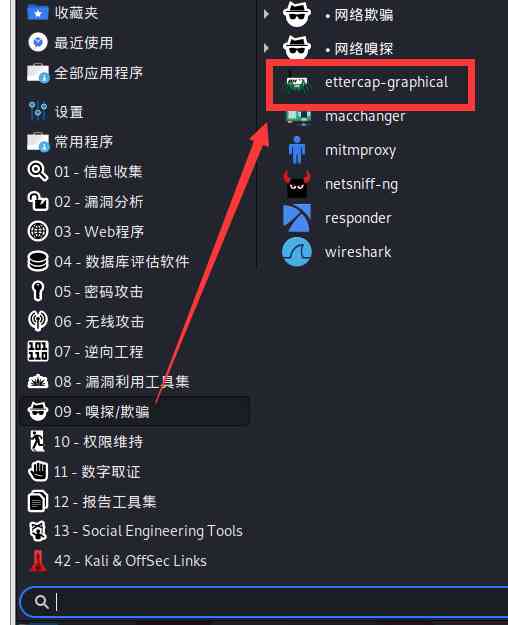 收藏夹
最近使用
全部应用程序
设置
常用程序
01 - 信息收集
02 - 漏洞分析
03 - Web程序
04 - 数据库评估软件
05 - 密码攻击
06 - 无线攻击
07 - 逆向工程
08 - 漏洞利用工具集
09 - 嗅探/欺骗
10 - 权限维持
11 - 数字取证
12 - 报告工具集
13 - Social Engineering Tools
42 - Kali & OffSec Links
• 网络欺骗
• 网络嗅探
ettercap-graphical
macchanger
mitmproxy
netsniff-ng
responder
wireshark